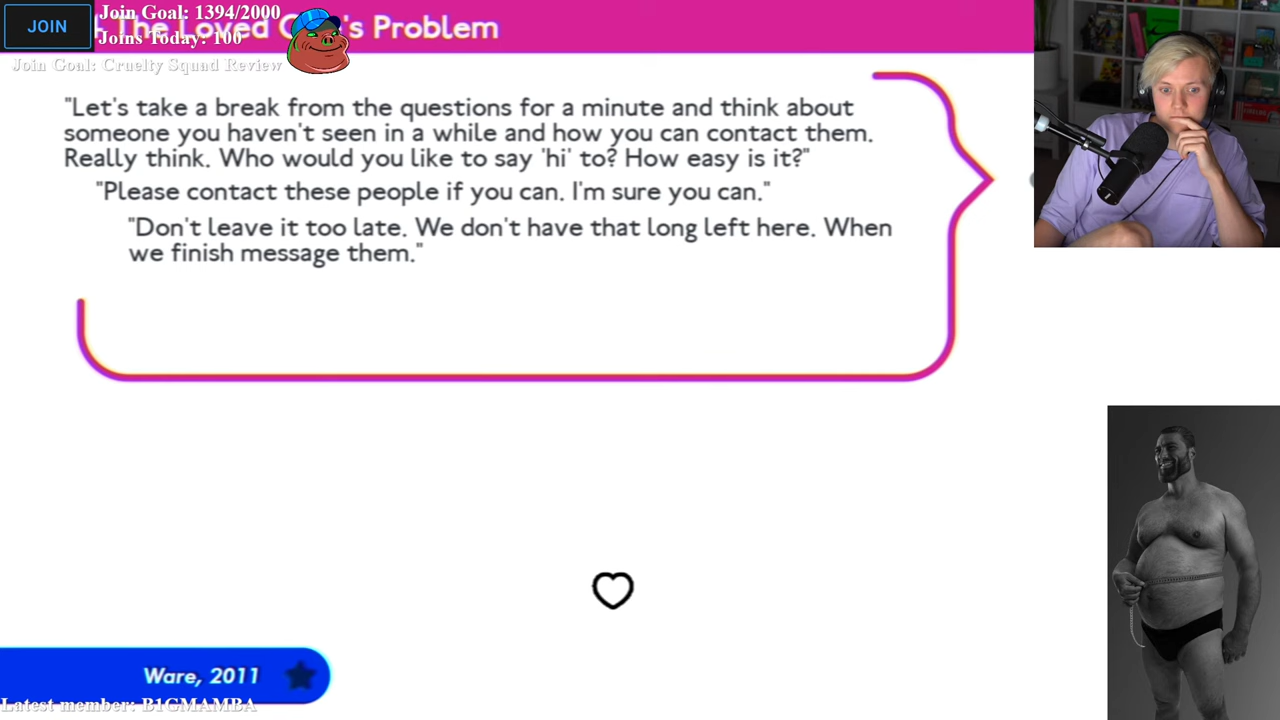 JOIN
Join Goal: 1394/2000
Joins Today: 100
Join Goal: Cruelty Squad Review
The Loved 's Problem
"Let's take a break from the questions for a minute and think about
someone you haven't seen in a while and how you can contact them.
Really think. Who would you like to say 'hi' to? How easy is it?"
"Please contact these people if you can. I'm sure you can."
"Don't leave it too late. We don't have that long left here. When
we finish message them."
Ware, 2011
Latest member: B1GMAMBA